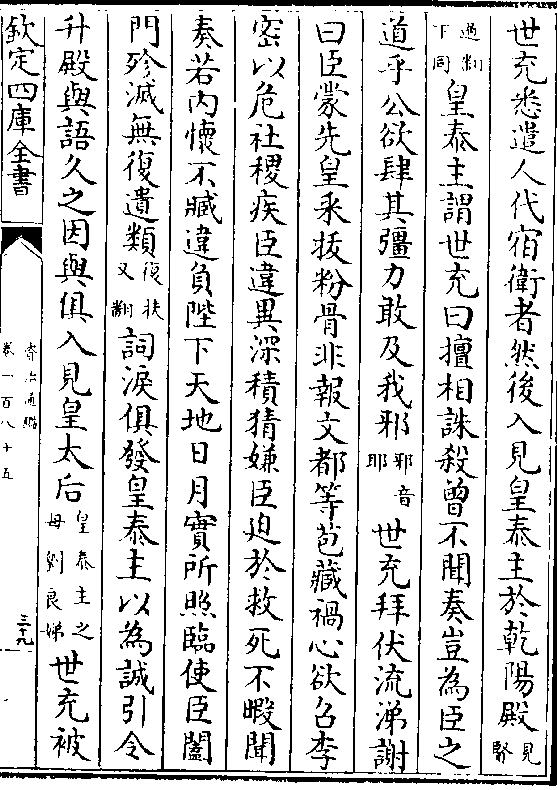 世充悉遣人代宿衛者然後入見皇泰主於乾陽殿見賢
遍翻下同皇泰主謂世充曰擅相誅殺曾不聞奏豈為臣之
道乎公欲肆其彊力敢及我邪邪音耶世充拜伏流涕謝
曰臣蒙先皇采拔粉骨非報文都等苞藏禍心欲召李
密以危社稷疾臣違異深積猜嫌臣迫於救死不暇聞
奏若内懷不臧違負陛下天地日月實所照臨使臣闔
門殄滅無復遺類復扶又翻詞淚俱發皇泰主以為誠引令
升殿與語久之因與俱入見皇太后皇泰主之母劉良娣世充被
欽定四庫全書
資治通鑑
卷一百八十五
三十九